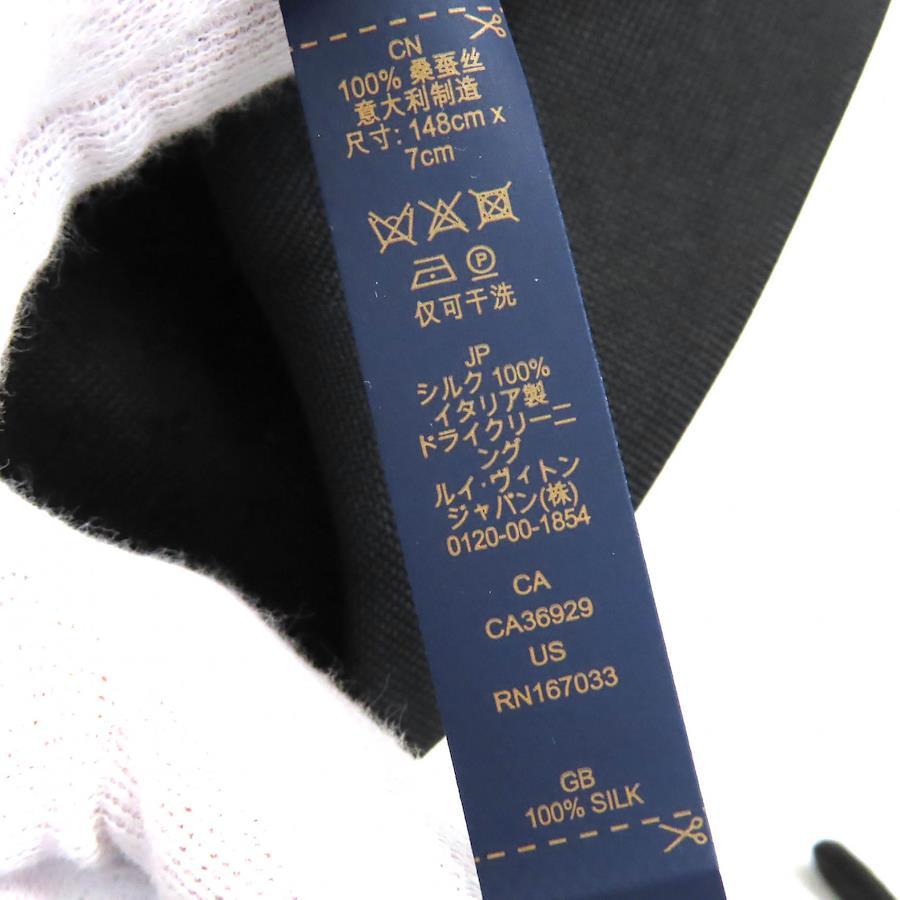 CN
100% 桑蚕丝
意大利制造
尺寸: 148cm x
7cm
P
仅可干洗
JP
シルク 100%
イタリア製
ドライクリーニ
ング
ルイ·ヴィトン
ジャパン(株)
0120-00-1854
CA
CA36929
US
RN167033
GB
100% SILK